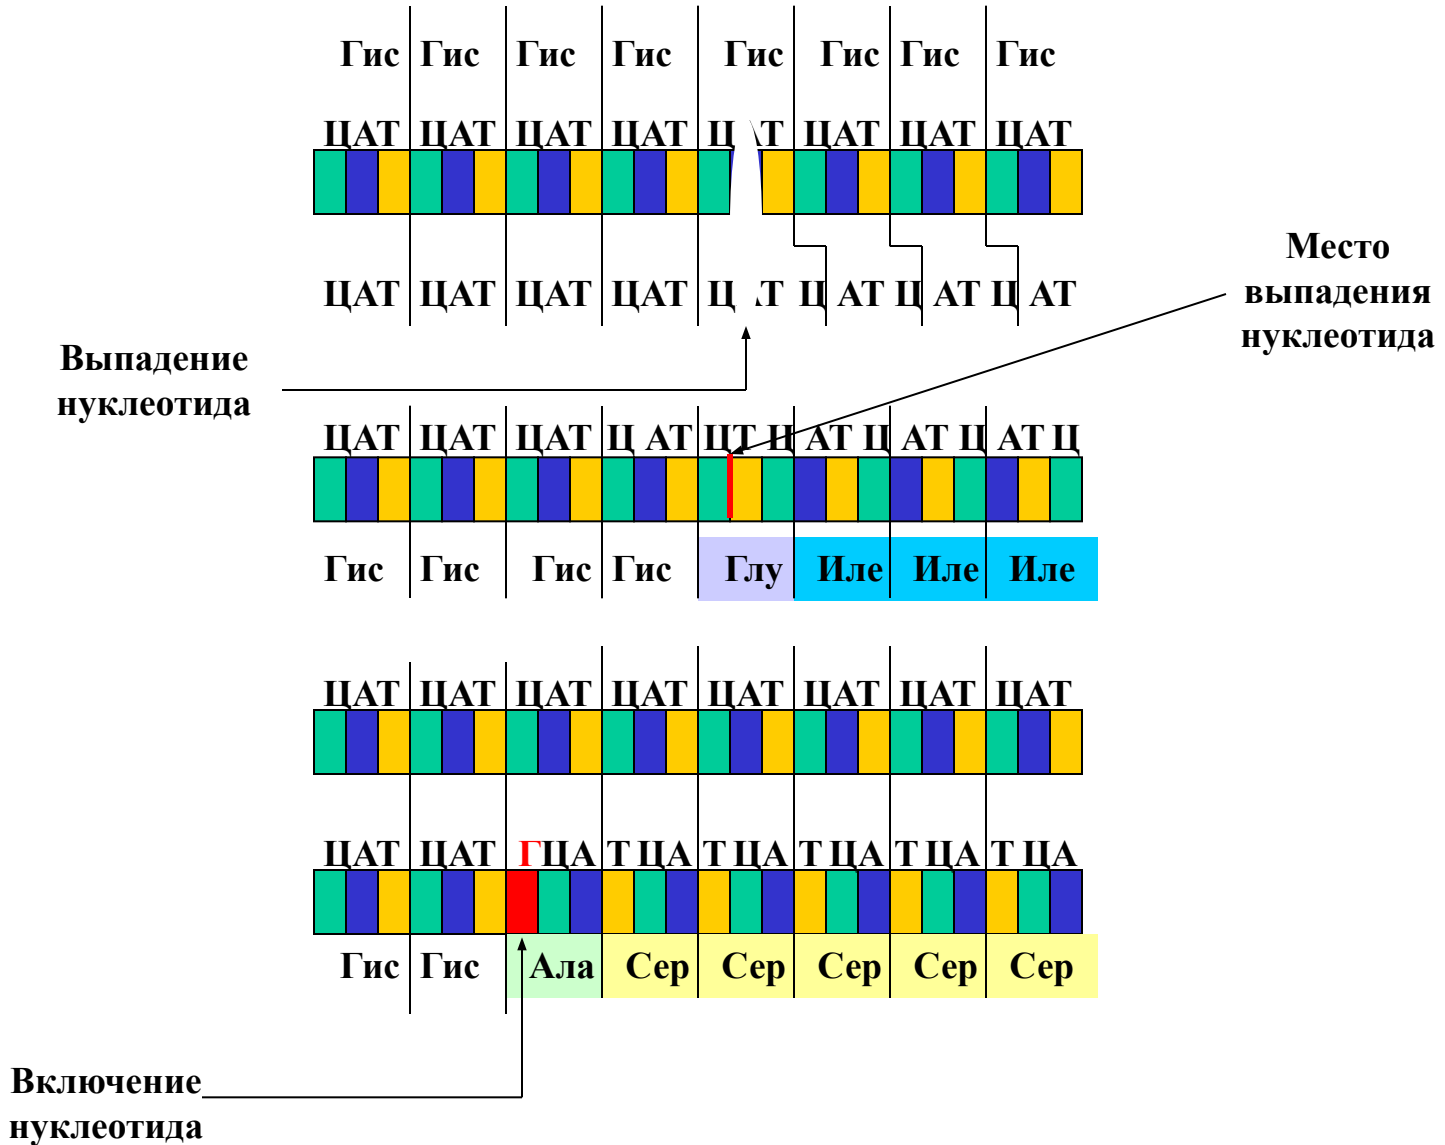 Гис Гис Гис Гис Гис Гис Гис Гис
ЦАТ ЦАТ ЦАТ ЦАТ Ц АТ ЦАТ ЦАТ ЦАТ
Место
выпадения
нуклеотида
ЦАТ ЦАТ ЦАТ ЦАТ Ц АТ Ц АТ Ц АТ Ц АТ
Выпадение
нуклеотида
ЦАТ ЦАТ ЦАТ Ц АТ ЦТ Ц АТ Ц АТ Ц АТ Ц
Гис Гис Гис Гис Глу Иле Иле Иле
ЦАТ ЦАТ ЦАТ ЦАТ ЦАТ ЦАТ ЦАТ ЦАТ
ЦАТ ЦАТ ГЦА Т ЦА Т ЦА Т ЦА Т ЦА Т ЦА
Гис Гис Ала Сер Сер Сер Сер Сер
Включение
нуклеотида